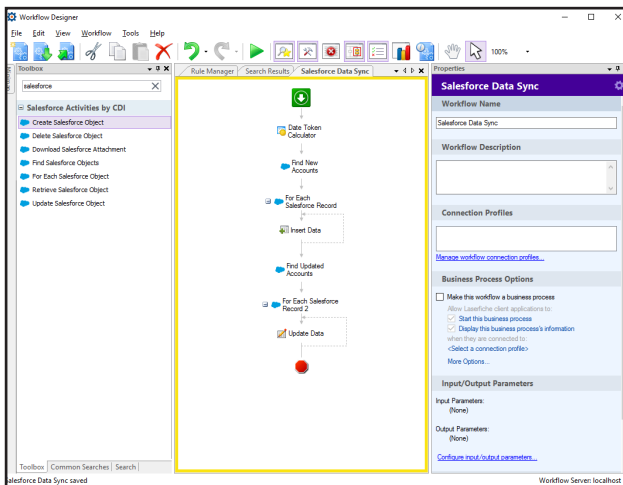 Workflow Designer
File Edit View Workflow Tools Help
100%
Toolbox
salesforce
Salesforce Activities by CDI
Create Salesforce Object
Delete Salesforce Object
Download Salesforce Attachment
Find Salesforce Objects
For Each Salesforce Object
Retrieve Salesforce Object
Update Salesforce Object
Toolbox Common Searches Search
Rule Manager Search Results Salesforce Data Sync
Date Token
Calculator
Find New
Accounts
For Each
Salesforce Record
Insert Data
Find Updated
Accounts
For Each Salesforce
Record 2
Update Data
Properties
Salesforce Data Sync
Workflow Name
Salesforce Data Sync
Workflow Description
Connection Profiles
Manage workflow connection profiles...
Business Process Options
Make this workflow a business process
Allow Laserfiche client applications to:
Start this business process
Display this business process's information
when they are connected to:
<Select a connection profile>
More Options...
Input/Output Parameters
Input Parameters:
(None)
Output Parameters:
(None)
Configure input/output parameters...
alesforce Data Sync saved
Workflow Server: localhost